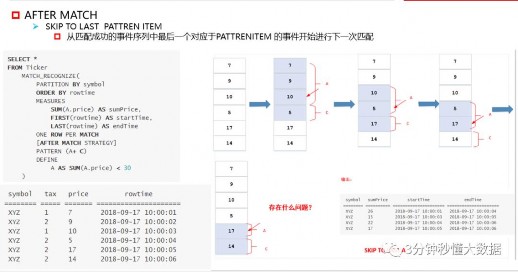 AFTER MATCH
SKIP TO LAST PATTREN ITEM
从匹配成功的事件序列中最后一个对应于PATTRENITEM 的事件开始进行下一次匹配
SELECT *
FROM Ticker
MATCH_RECOGNIZE(
PARTITION BY symbol
ORDER BY rowtime
MEASURES
SUM(A.price) AS sumPrice,
FIRST(rowtime) AS startTime,
LAST(rowtime) AS endTime
ONE ROW PER MATCH
[AFTER MATCH STRATEGY]
PATTERN (A+ C)
DEFINE
A AS SUM(A.price) < 30
)
symbol tax price rowtime
XYZ 1 7 2018-09-17 10:00:01
XYZ 2 9 2018-09-17 10:00:02
XYZ 1 10 2018-09-17 10:00:03
XYZ 2 5 2018-09-17 10:00:04
XYZ 2 17 2018-09-17 10:00:05
XYZ 2 14 2018-09-17 10:00:06
7
9
10
5
17
14
7
9
10
5
17
14
A
C
7
9
10
5
17
14
A
C
7
9
10
5
17
14
A
C
7
9
10
5
17
14
A
C
存在什么问题?
输出:
symbol sumPrice startTime endTime
XYZ 26 2018-09-17 10:00:01 2018-09-17 10:00:04
XYZ 15 2018-09-17 10:00:03 2018-09-17 10:00:05
XYZ 22 2018-09-17 10:00:04 2018-09-17 10:00:06
XYZ 17 2018-09-17 10:00:05 2018-09-17 10:00:06
SKIP TO
3分钟秒懂大数据